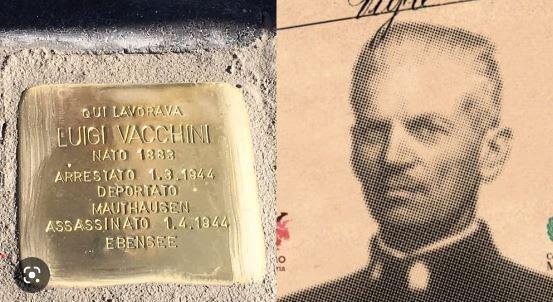 QUI LAVORAVA
LUIGI VACCHINI
NATO 1883
ARRESTATO 1.3.1944
DEPORTATO
MAUTHAUSEN
ASSASSINATO 1.4.1944
EBENSEE